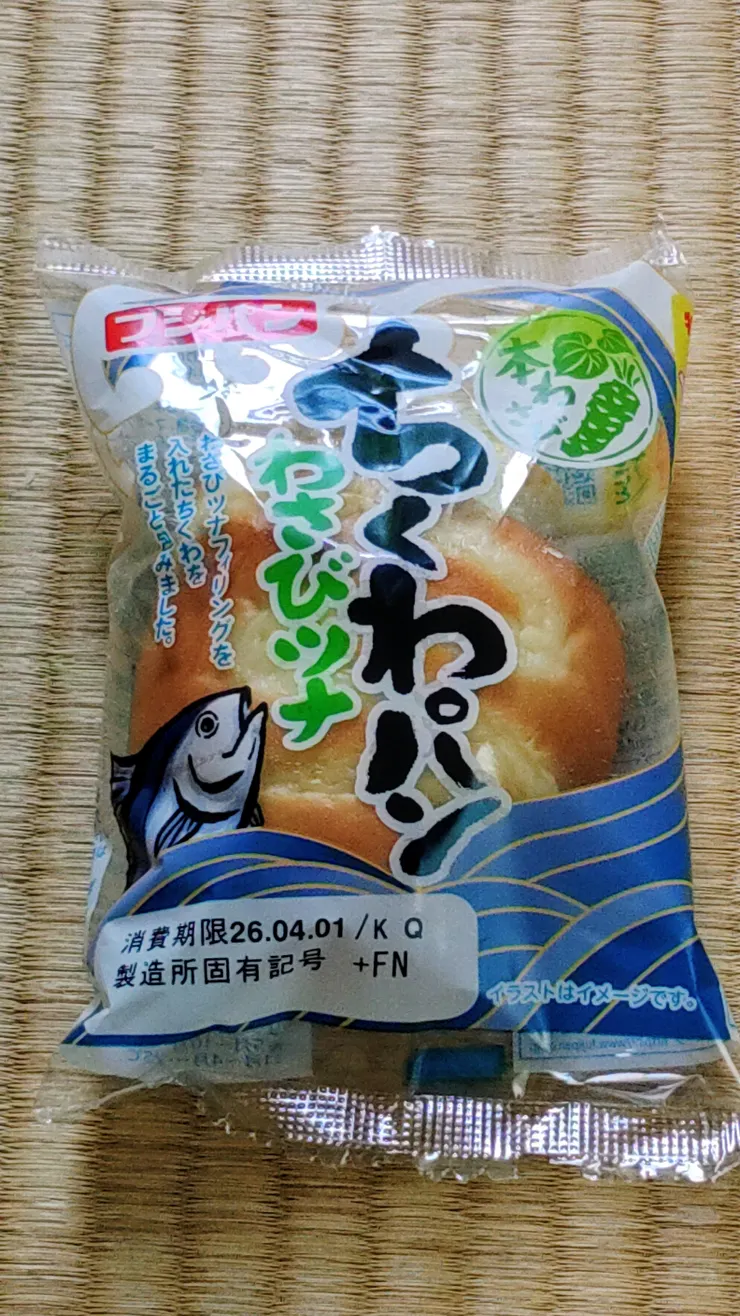 フジパン
本わさび
ちくわパン
わさびツナ
わさびツナフィリングを
入れたちくわを
まるごと包みました。
消費期限26.04.01/K Q
製造所固有記号 +FN
イラストはイメージです。